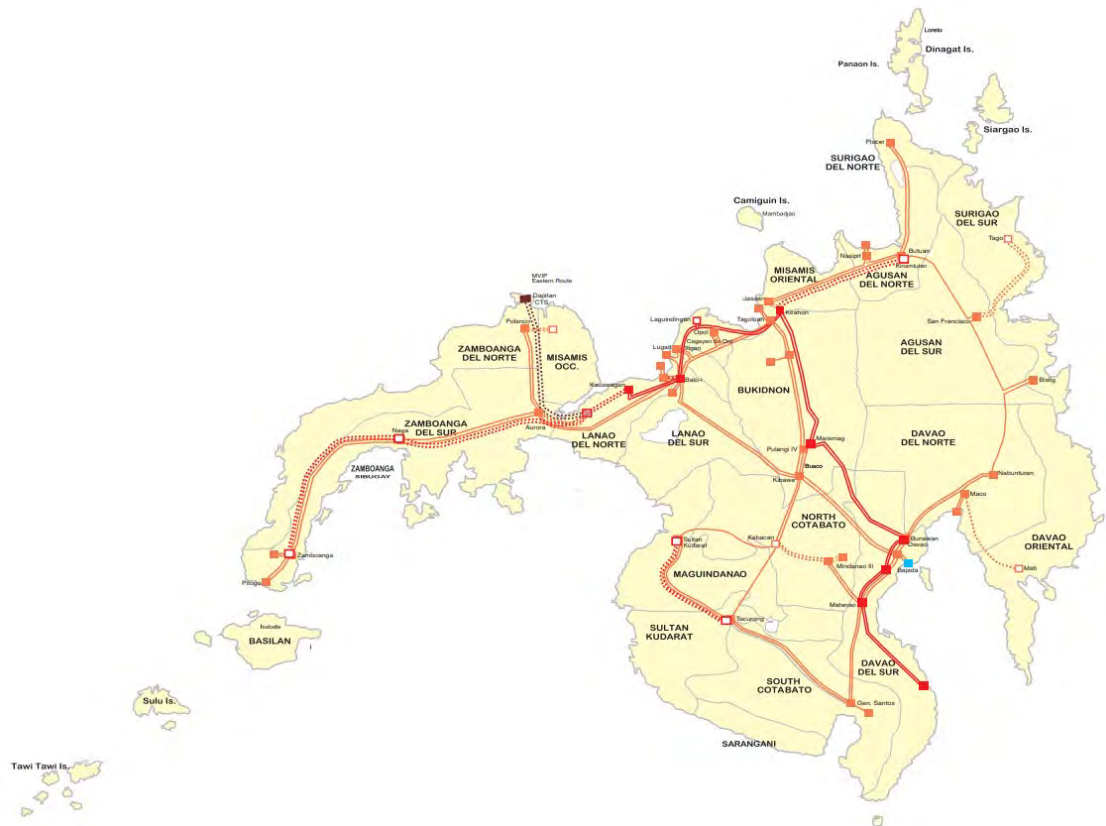 Loreto
Dinagat Is.
Panaon Is.
Siargao Is.
Placer
SURIGAO
DEL NORTE
Camiguin Is.
Mambadjao
SURIGAO
DEL SUR
Tago
Butuan
Nasipit
Kinamlutan
AGUSAN
DEL NORTE
MISAMIS
ORIENTAL
MVIP
Eastern Route
Dapitan
CTS
Jasaan
Tagoloan
Kirahon
Laguindingan
Opol
Cagayan de Oro
San Francisco
Polanco
ZAMBOANGA
DEL NORTE
MISAMIS
OCC.
Lugait
Iligan
AGUSAN
DEL SUR
Balo-i
Kauswagan
BUKIDNON
Bislig
Aurora
ZAMBOANGA
DEL SUR
Naga
LANAO
DEL NORTE
LANAO
DEL SUR
Maramag
Pulangi IV
DAVAO
DEL NORTE
ZAMBOANGA
SIBUGAY
Busco
Kibawe
Nabunturan
Maco
NORTH
COTABATO
Kabacan
Sultan
Kudarat
Bunawan
Davao
DAVAO
ORIENTAL
Zamboanga
Mindanao III
Bajada
Mati
Pitogo
MAGUINDANAO
Matanao
Tacurong
Isabela
BASILAN
SULTAN
KUDARAT
DAVAO
DEL SUR
SOUTH
COTABATO
Sulu Is.
Gen. Santos
SARANGANI
Tawi Tawi Is.